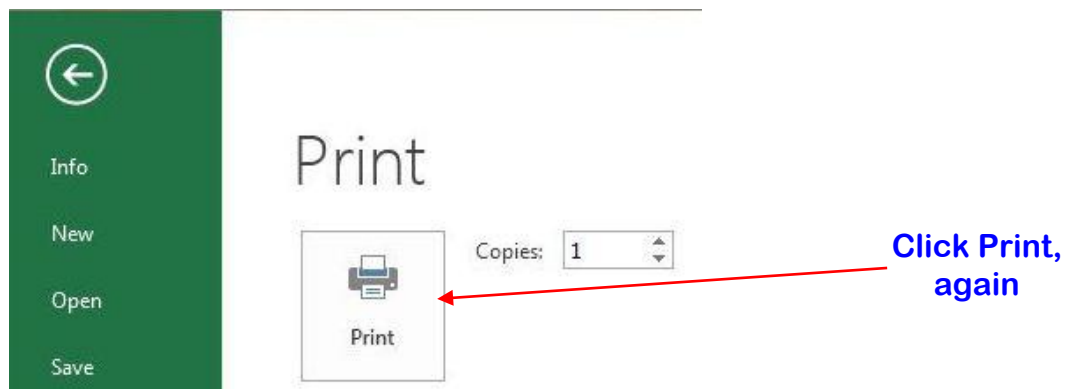 Info
New
Open
Save
Print
Copies: 1
Print
Click Print,
again